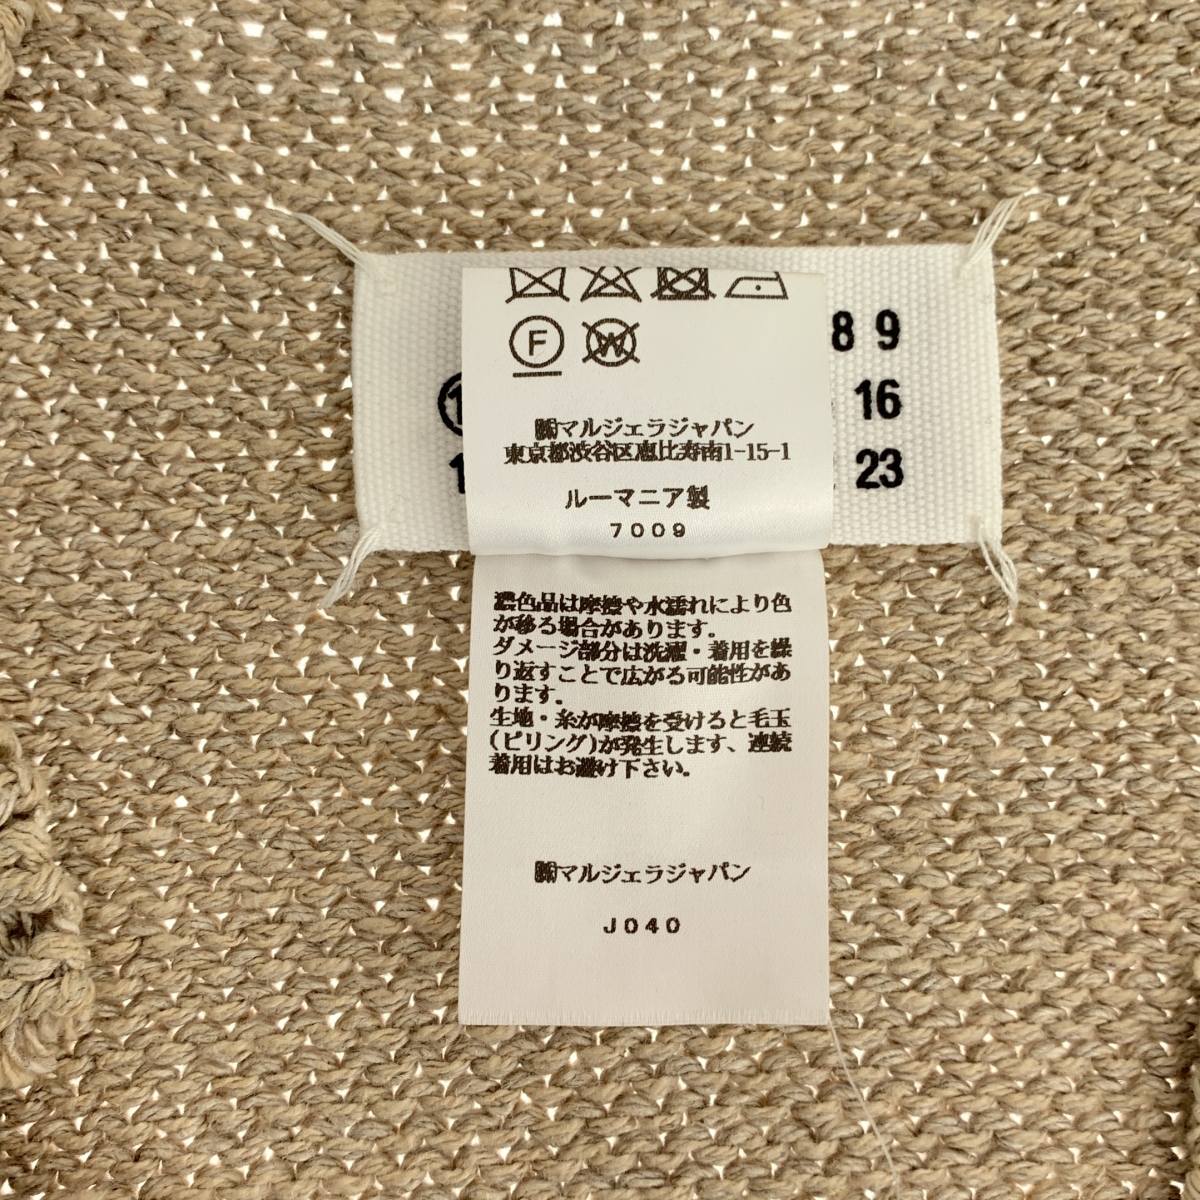 F W
8 9
16
23
㈱マルジェラジャパン
東京都渋谷区恵比寿南1-15-1
ルーマニア製
7009
濃色品は摩擦や水濡れにより色
が移る場合があります。
ダメージ部分は洗濯・着用を繰
り返すことで広がる可能性があ
ります。
生地・糸が摩擦を受けると毛玉
(ピリング)が発生します、連続
着用はお避け下さい。
㈱マルジェラジャパン
J040